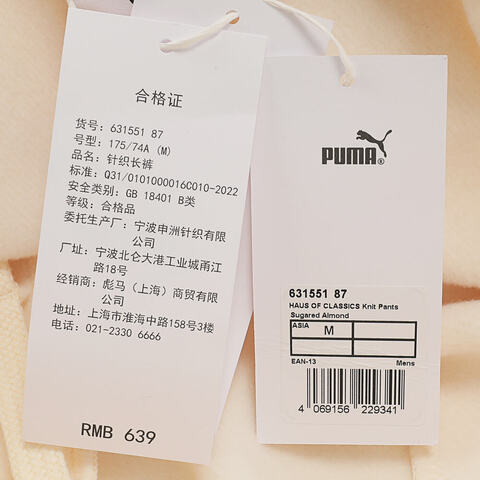 合格证
货号: 631551 87
号型: 175/74A (M)
品名: 针织长裤
标准: Q31/0101000016C010-2022
安全类别: GB 18401 B类
等级: 合格品
委托生产厂: 宁波申洲针织有限
公司
厂址: 宁波北仑大港工业城甬江
路18号
经销商: 彪马(上海)商贸有限
公司
地址: 上海市淮海中路158号3楼
电话: 021-2330 6666
RMB 639
PUMA®
631551 87
HAUS OF CLASSICS Knit Pants
Sugared Almond
ASIA M
EAN-13 Mens
4 069156 229341